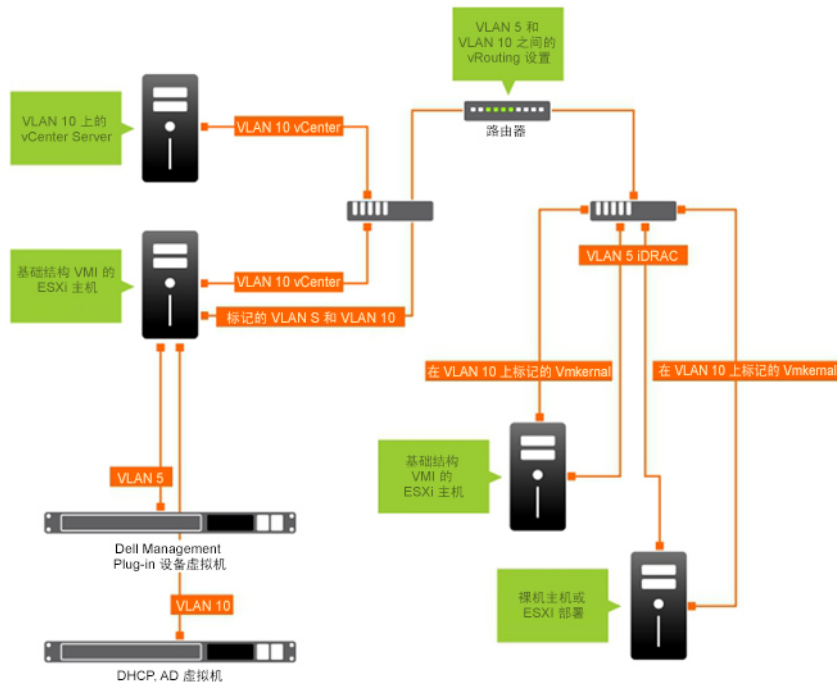 VLAN 5 和
VLAN 10 之间的
vRouting 设置
路由器
VLAN 10 上的
vCenter Server
VLAN 10 vCenter
基础结构 VMI 的
ESXi 主机
VLAN 10 vCenter
标记的 VLAN S 和 VLAN 10
VLAN 5 iDRAC
在 VLAN 10 上标记的 Vmkernal
在 VLAN 10 上标记的 Vmkernal
基础结构
VMI 的
ESXi 主机
VLAN 5
Dell Management
Plug-in 设备虚拟机
裸机主机或
ESXI 部署
VLAN 10
DHCP, AD 虚拟机